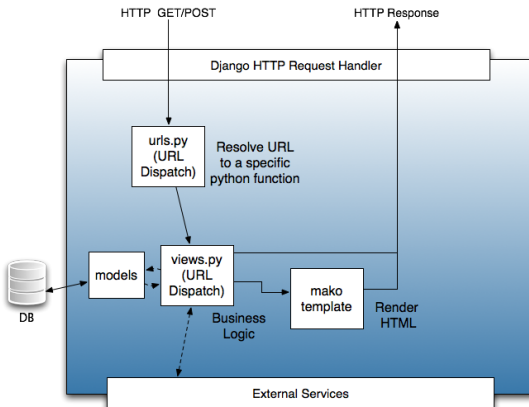 HTTP GET/POST
HTTP Response
Django HTTP Request Handler
urls.py
(URL
Dispatch)
Resolve URL
to a specific
python function
models
views.py
(URL
Dispatch)
mako
template
DB
Business
Logic
Render
HTML
External Services